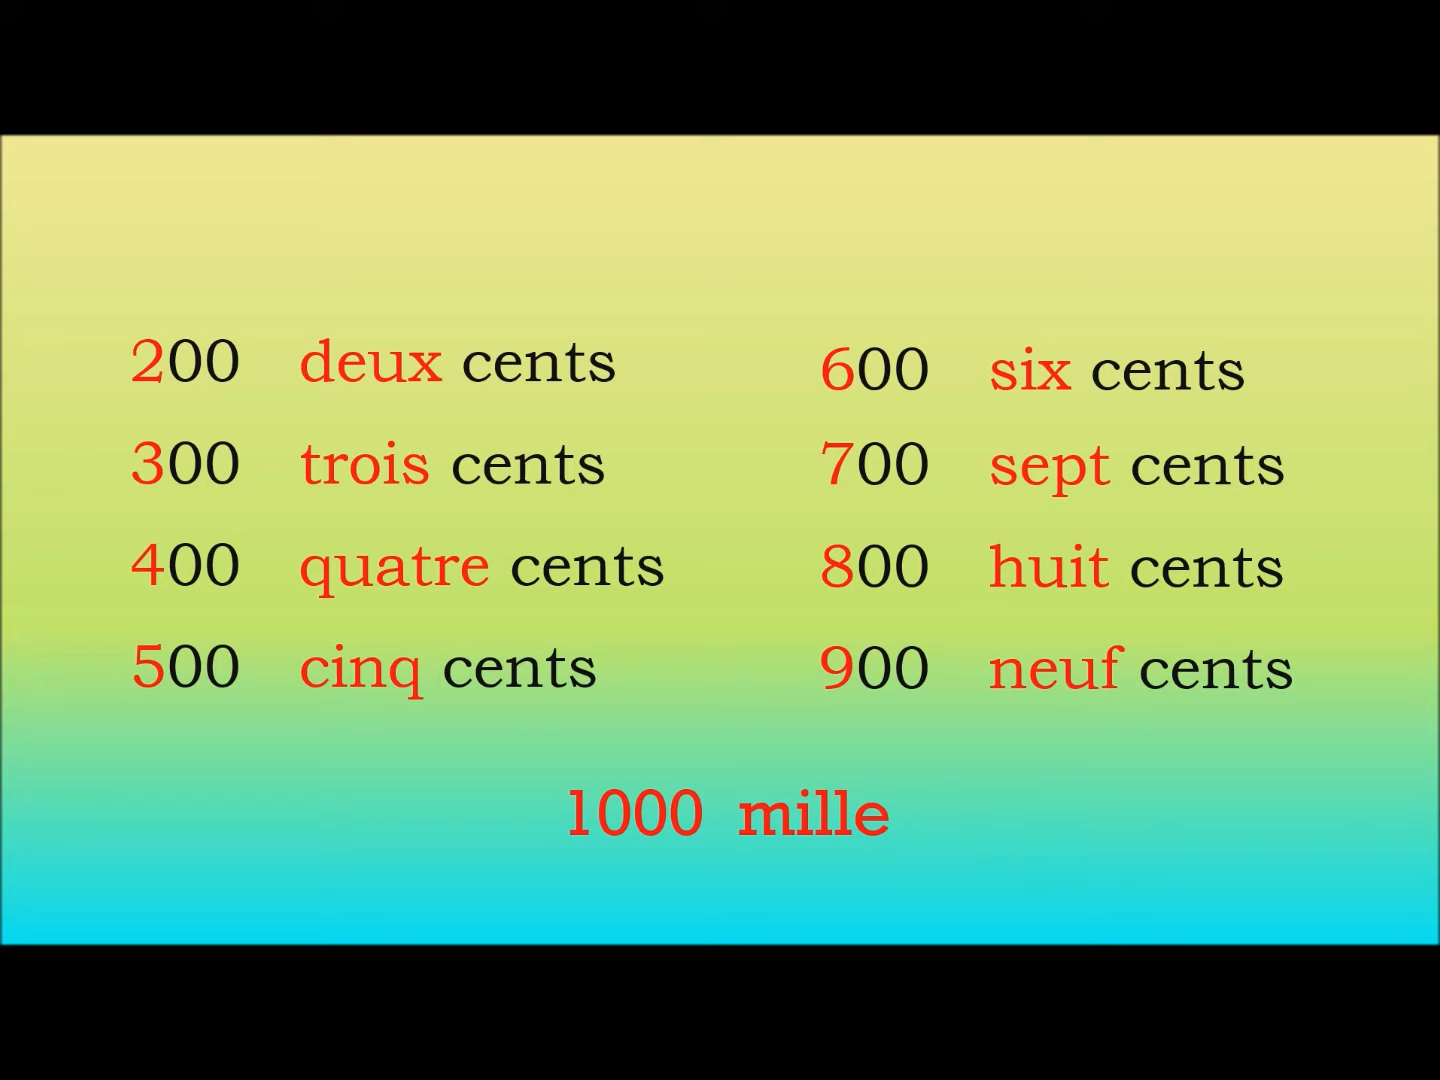 200 deux cents
300 trois cents
400 quatre cents
500 cinq cents
600 six cents
700 sept cents
800 huit cents
900 neuf cents
1000 mille